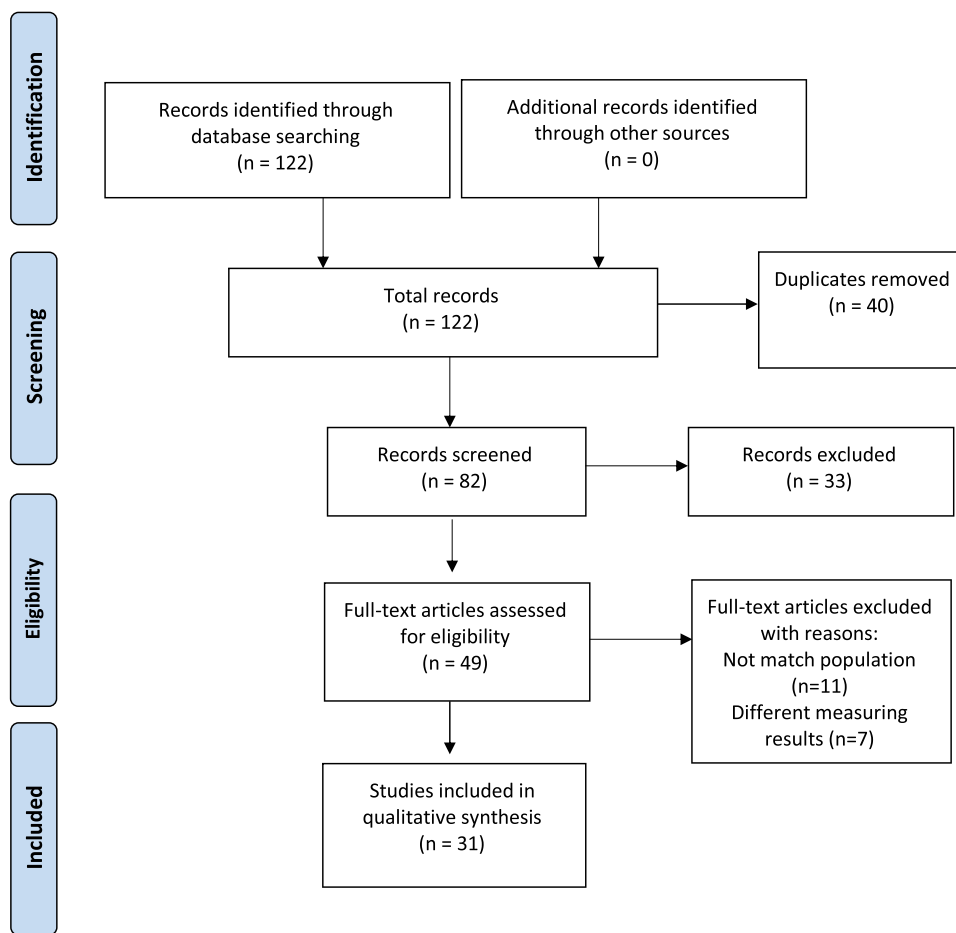 Identification
Records identified through
database searching
(n = 122)
Additional records identified
through other sources
(n = 0)
Screening
Total records
(n = 122)
Duplicates removed
(n = 40)
Records screened
(n = 82)
Records excluded
(n = 33)
Eligibility
Full-text articles assessed
for eligibility
(n = 49)
Full-text articles excluded
with reasons:
Not match population
(n=11)
Different measuring
results (n=7)
Included
Studies included in
qualitative synthesis
(n = 31)